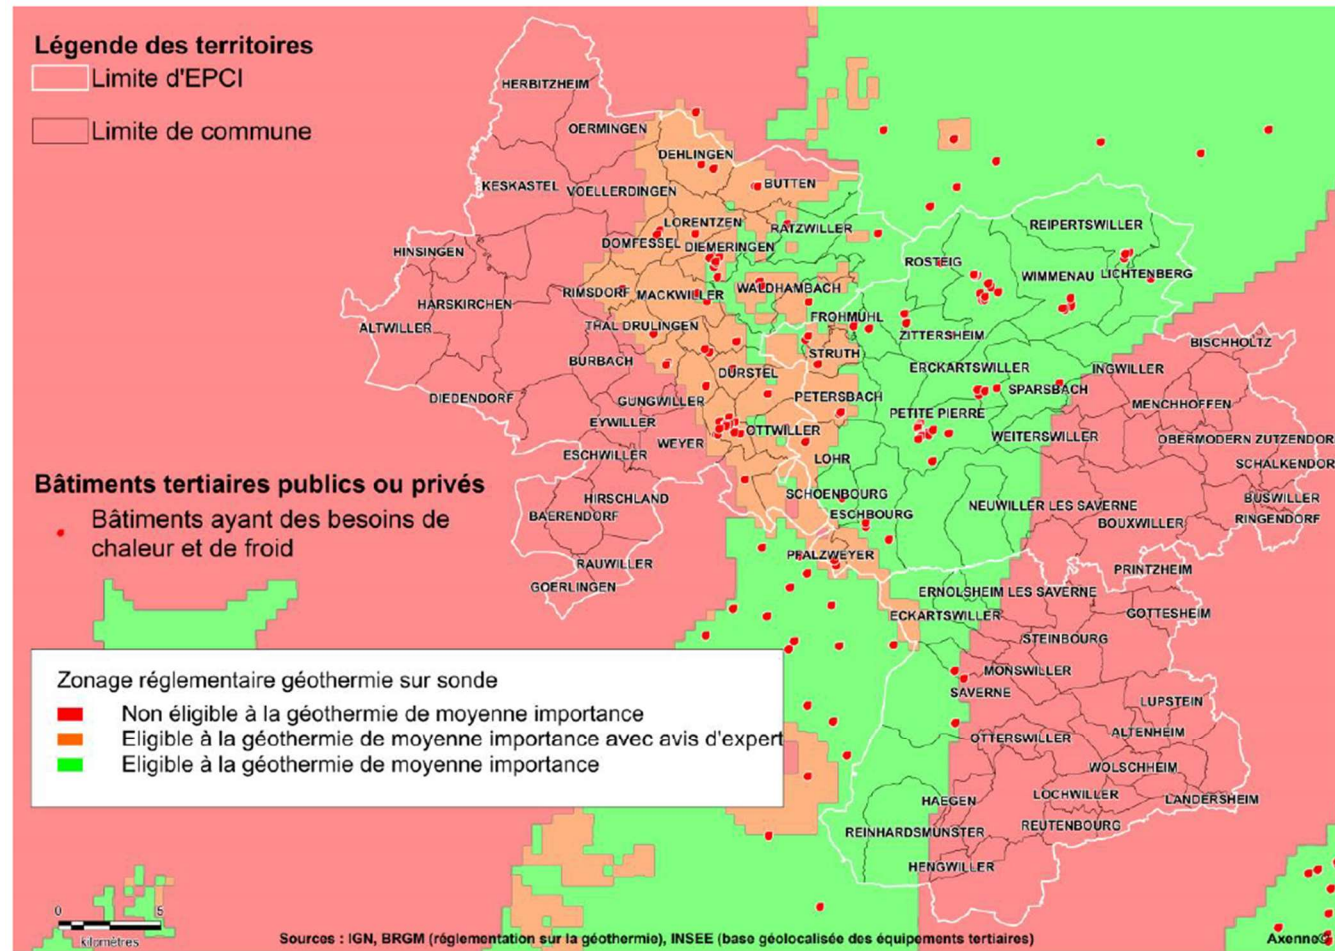 Légende des territoires
Limite d'EPCI
Limite de commune
HERBITZHEIM
OERMINGEN
DEHLINGEN
KESKASTEL
VOELLERDINGEN
BUTTEN
LORENTZEN
RATZWILLER
REIPERTSWILLER
DOMFESSEL
DIEMERINGEN
HINSINGEN
ROSTEIG
WIMMENAU
LICHTENBERG
RIMSDORF
MACKWILLER
WALDHAMBACH
HARSKIRCHEN
ALTWILLER
THAL DRULINGEN
FROHMUHL
ZITTERSHEIM
BISCHHOLTZ
BURBACH
STRUTH
DURSTEL
ERCKARTSWILLER
INGWILLER
DIEDENDORF
GUNGWILLER
PETERSBACH
SPARSBACH
MENCHHOFFEN
EYWILLER
OTTWILLER
PETITE PIERRE
WEITERSWILLER
OBERMODERN ZUTZENDORF
WEYER
ESCHWILLER
LOHR
SCHALKENDORF
Bâtiments tertiaires publics ou privés
HIRSCHLAND
SCHOENBOURG
BUSWILLER
Bâtiments ayant des besoins de
chaleur et de froid
BAERENDORF
ESCHBOURG
NEUWILLER LES SAVERNE
BOUXWILLER
RINGENDORF
RAUWILLER
PFALZWEYER
PRINTZHEIM
GOERLINGEN
ERNOLSHEIM LES SAVERNE
ECKARTSWILLER
GOTTESHEIM
STEINBOURG
MONSWILLER
SAVERNE
LUPSTEIN
OTTERSWILLER
ALTENHEIM
WOLSCHHEIM
HAEGEN
LOCHWILLER
LANDERSHEIM
REINHARDSMUNSTER
REUTENBOURG
HENGWILLER
Zonage réglementaire géothermie sur sonde
Non éligible à la géothermie de moyenne importance
Eligible à la géothermie de moyenne importance avec avis d'expert
Eligible à la géothermie de moyenne importance
0 5
kilomètres
Sources : IGN, BRGM (réglementation sur la géothermie), INSEE (base géolocalisée des équipements tertiaires)
Axenne